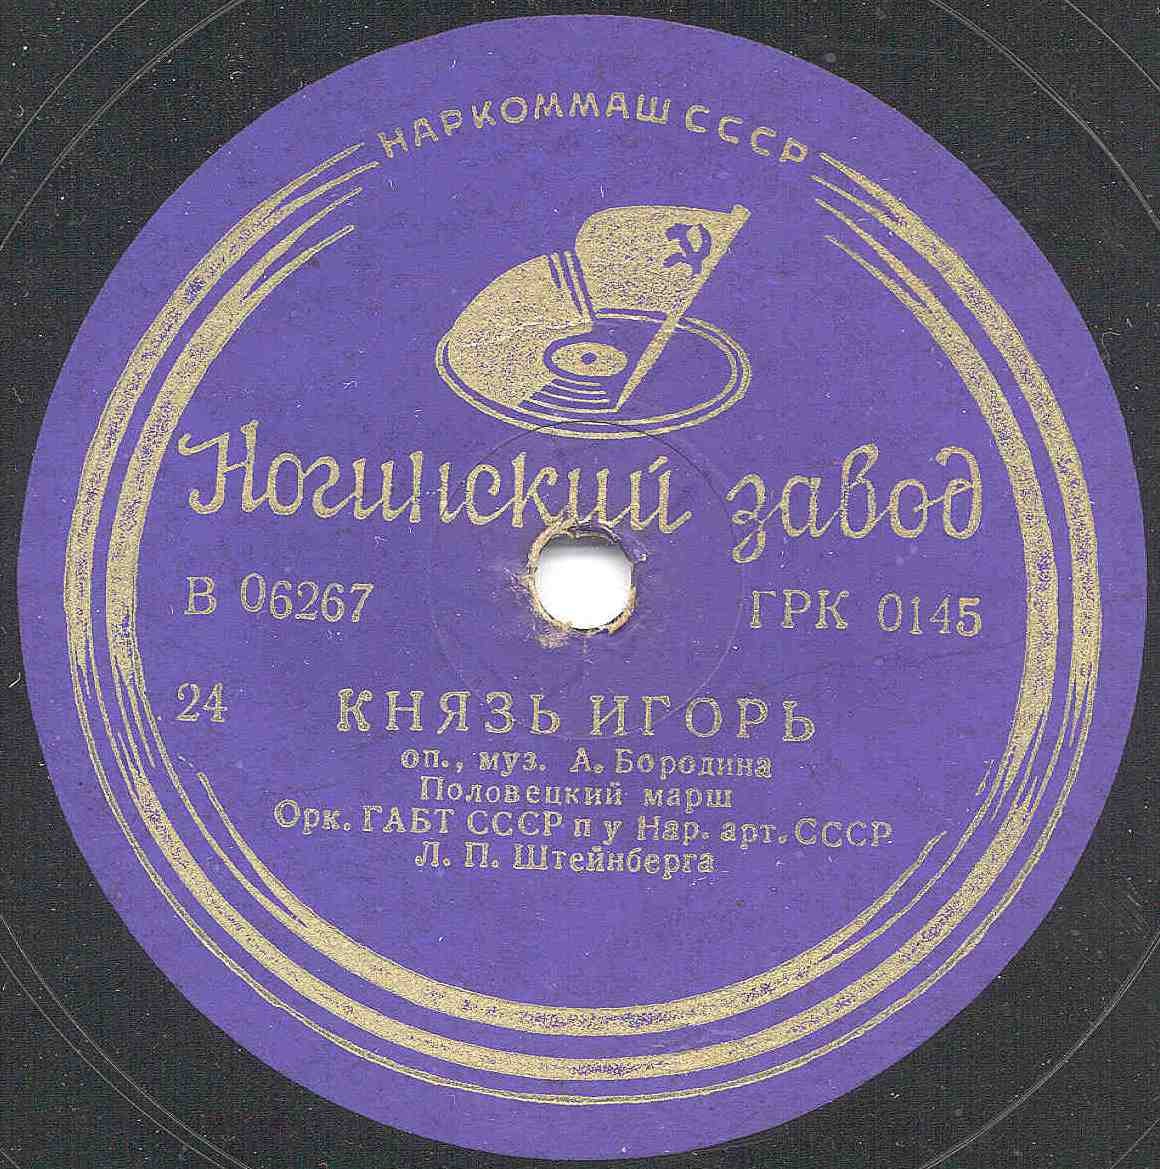 НАРКОММАШ СССР
Ногинский завод
В 06267 ГРК 0145
24 КНЯЗЬ ИГОРЬ
оп., муз. А. Бородина
Половецкий марш
Орк. ГАБТ СССР п у Нар. арт. СССР
Л. П. Штейнберга